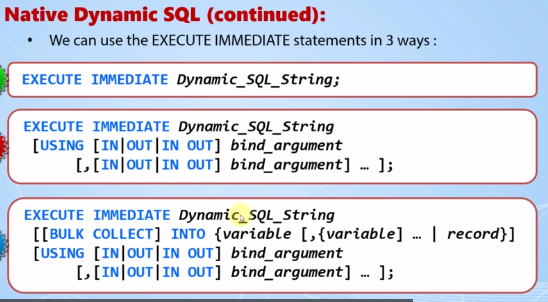 Native Dynamic SQL (continued):
• We can use the EXECUTE IMMEDIATE statements in 3 ways :
EXECUTE IMMEDIATE Dynamic_SQL_String;
EXECUTE IMMEDIATE Dynamic_SQL_String
[USING [IN|OUT|IN OUT] bind_argument
[,[IN|OUT|IN OUT] bind_argument] … ];
EXECUTE IMMEDIATE Dynamic_SQL_String
[[BULK COLLECT] INTO {variable [,{variable] … | record}]
[USING [IN|OUT|IN OUT] bind_argument
[,[IN|OUT|IN OUT] bind_argument] … ];